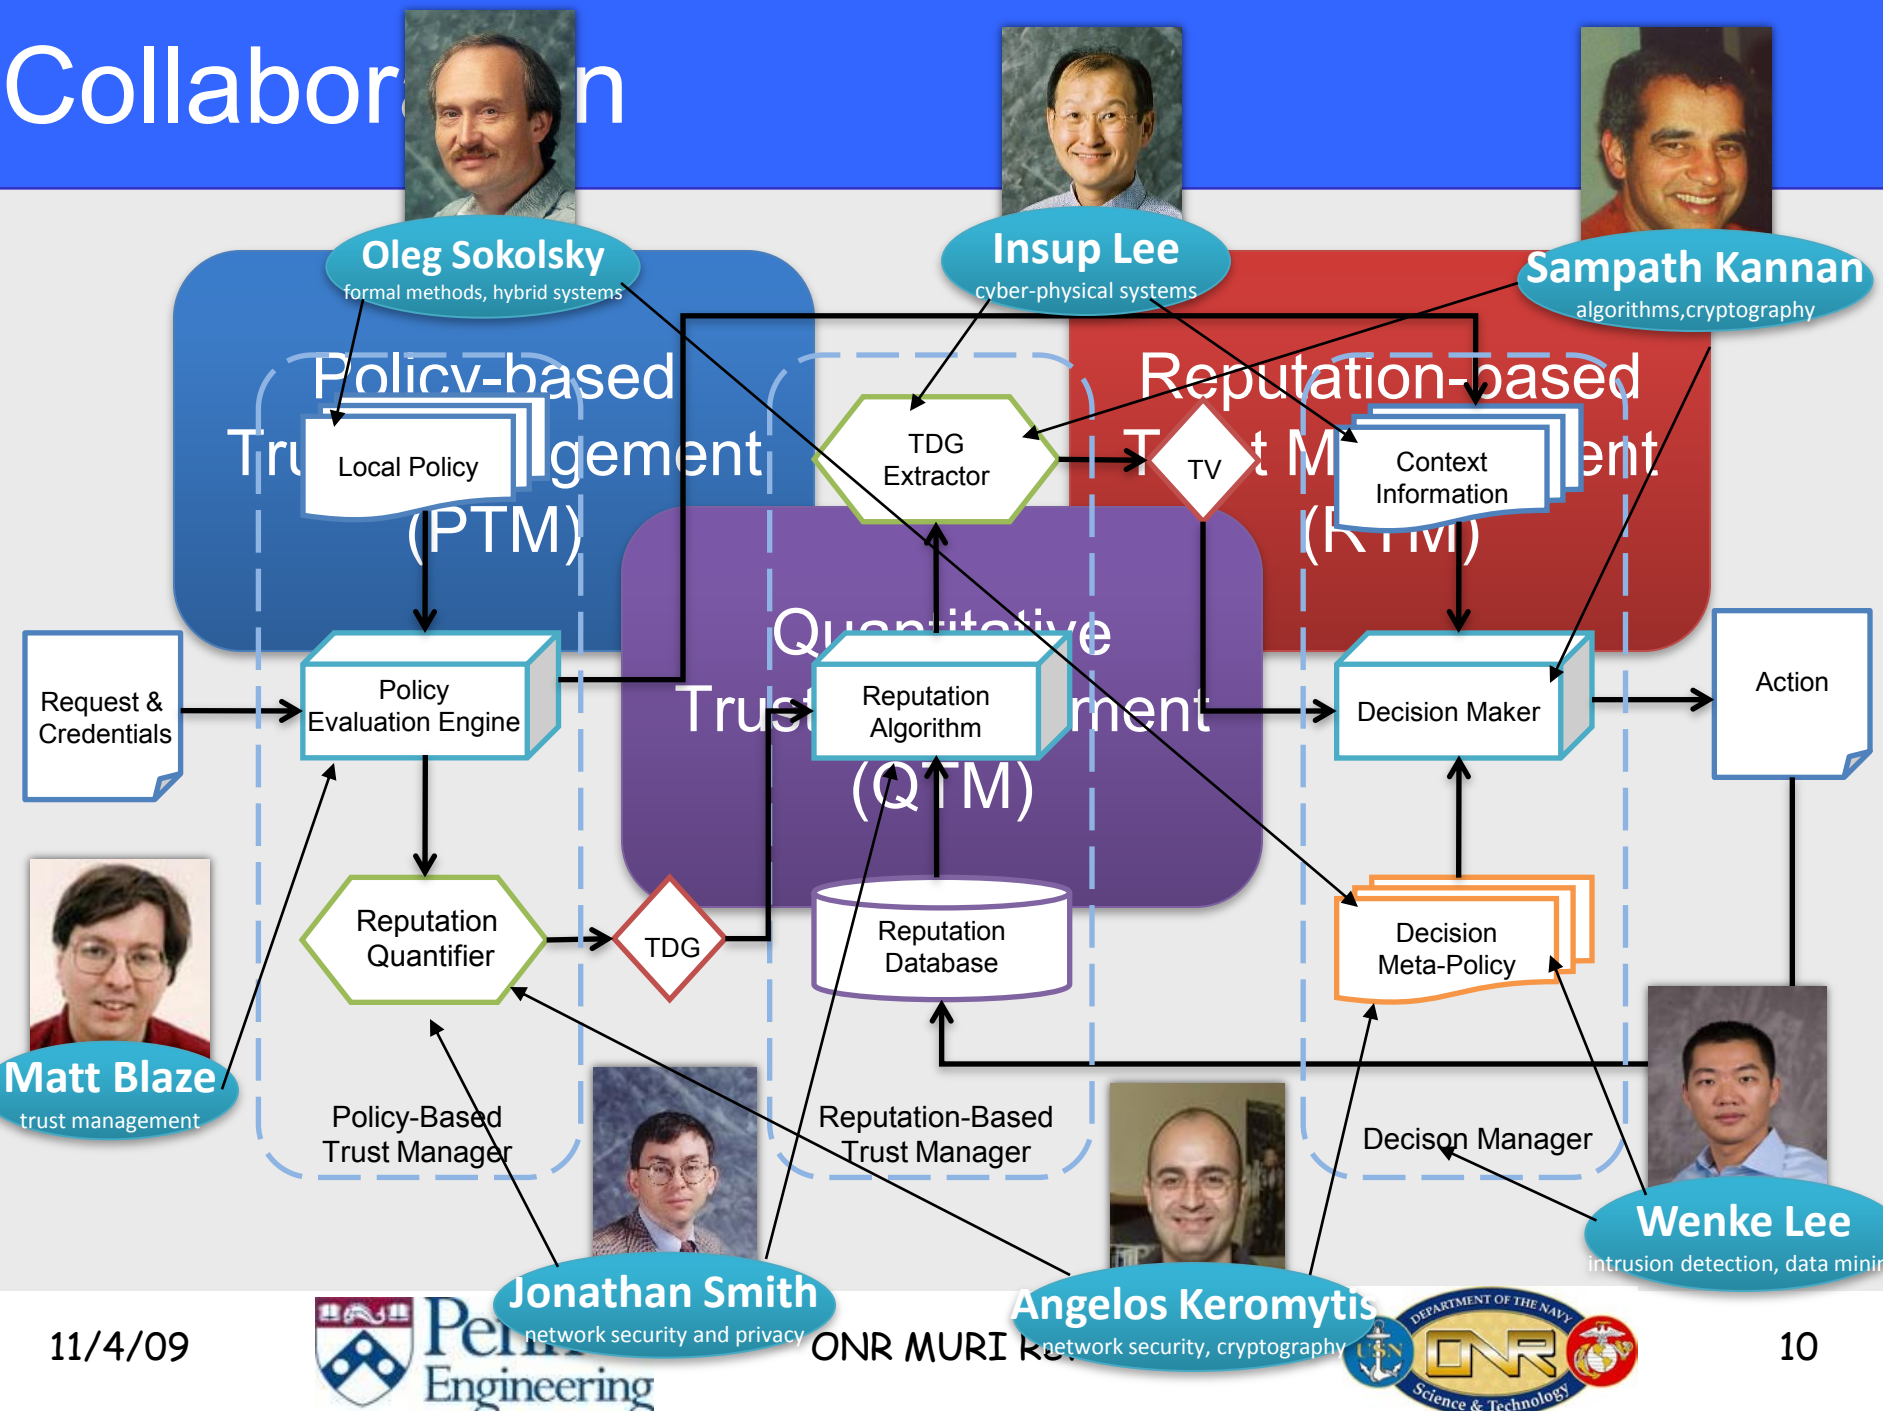 Collabor n
Oleg Sokolsky
formal methods, hybrid systems
Insup Lee
cyber-physical systems
Sampath Kannan
algorithms,cryptography
Policy-based
Tru gement
(PTM)
Reputation-based
T t M ent
(RTM)
Local Policy
TDG
Extractor
TV
Context
Information
Quantitative
Trus ment
(QTM)
Request &
Credentials
Policy
Evaluation Engine
Reputation
Algorithm
Decision Maker
Action
Reputation
Quantifier
TDG
Reputation
Database
Decision
Meta-Policy
Matt Blaze
trust management
Policy-Based
Trust Manager
Reputation-Based
Trust Manager
Decison Manager
Wenke Lee
intrusion detection, data minin
Jonathan Smith
network security and privacy
Angelos Keromytis
network security, cryptography
11/4/09
Penn
Engineering
ONR MURI Re
DEPARTMENT OF THE NAVY
USN
ONR
Science & Technology
10